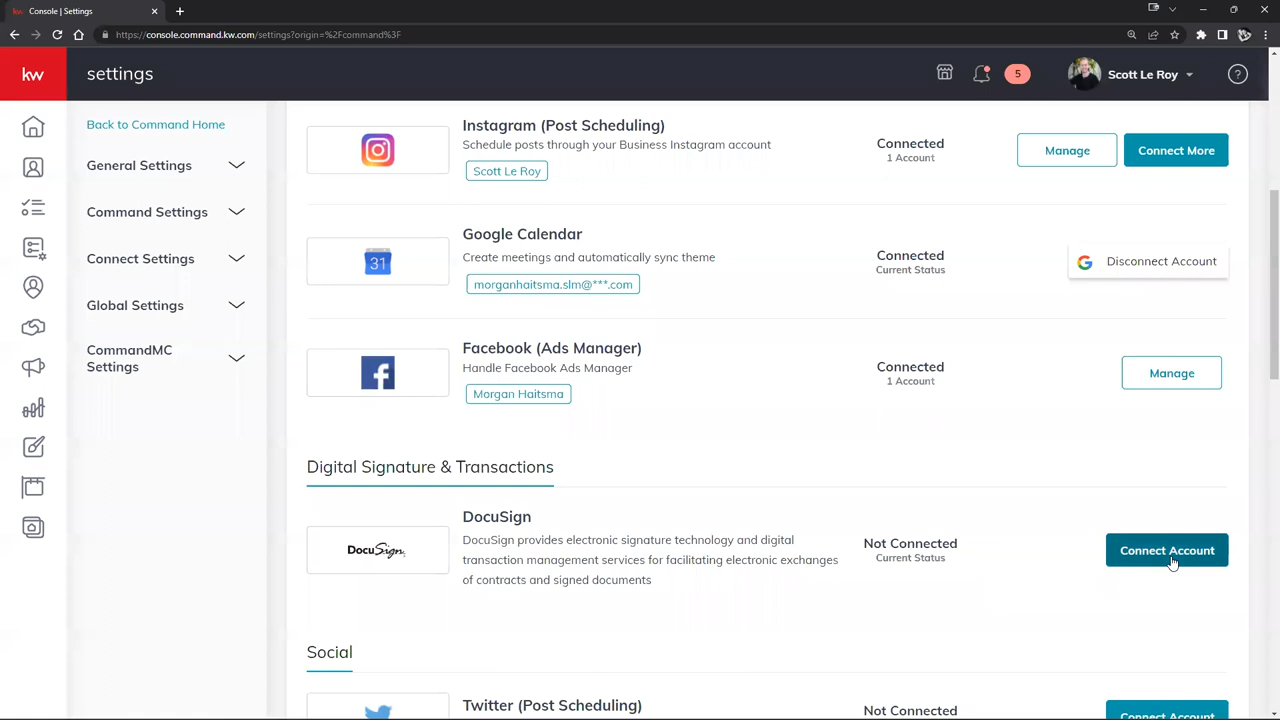 Console | Settings
https://console.command.kw.com/settings?origin=%2Fcommand%3F
kw
settings
5
Scott Le Roy
?
Back to Command Home
General Settings
Command Settings
Connect Settings
Global Settings
CommandMC
Settings
Instagram (Post Scheduling)
Schedule posts through your Business Instagram account
Scott Le Roy
Connected
1 Account
Manage
Connect More
31
Google Calendar
Create meetings and automatically sync theme
morganhaitsma.slm@***.com
Connected
Current Status
Disconnect Account
Facebook (Ads Manager)
Handle Facebook Ads Manager
Morgan Haitsma
Connected
1 Account
Manage
Digital Signature & Transactions
DocuSign
DocuSign
DocuSign provides electronic signature technology and digital
transaction management services for facilitating electronic exchanges
of contracts and signed documents
Not Connected
Current Status
Connect Account
Social
Twitter (Post Scheduling)
Not Connected
Connect Account